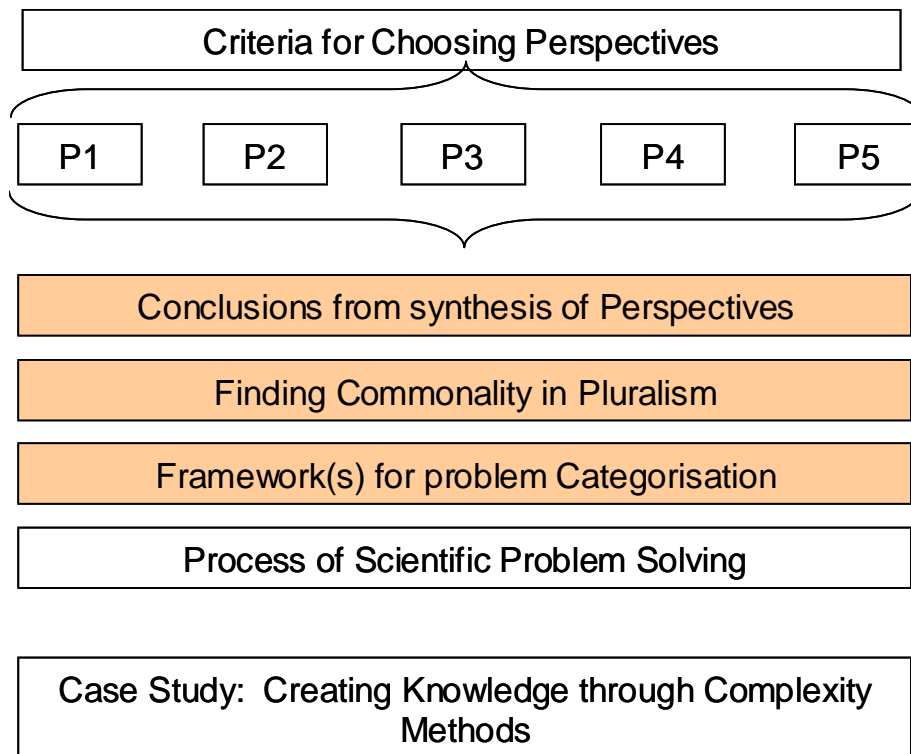 Criteria for Choosing Perspectives
P1 P2 P3 P4 P5
Conclusions from synthesis of Perspectives
Finding Commonality in Pluralism
Framework(s) for problem Categorisation
Process of Scientific Problem Solving
Case Study: Creating Knowledge through Complexity
Methods